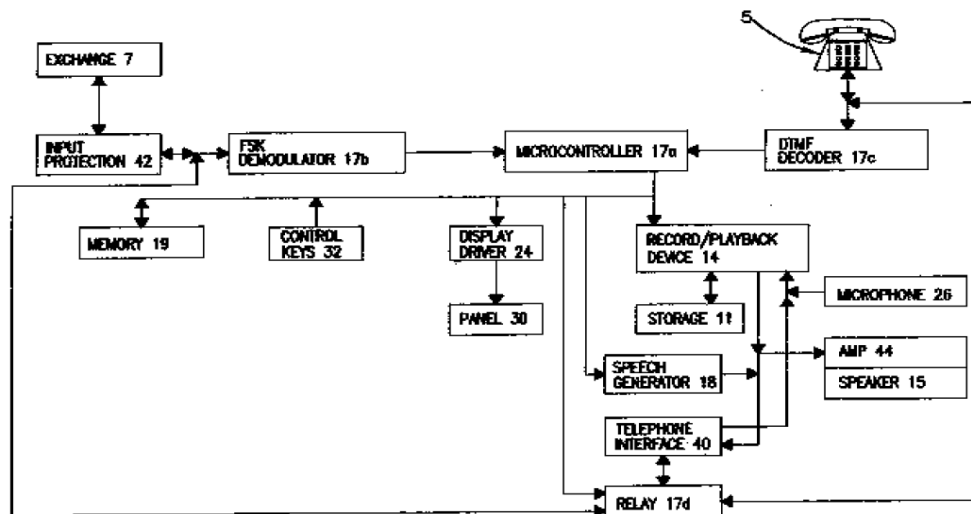 5
EXCHANGE 7
INPUT
PROTECTION 42
FSK
DEMODULATOR 17b
MICROCONTROLLER 17a
DTMF
DECODER 17c
MEMORY 19
CONTROL
KEYS 32
DISPLAY
DRIVER 24
RECORD/PLAYBACK
DEVICE 14
PANEL 30
STORAGE 11
MICROPHONE 26
AMP 44
SPEAKER 15
SPEECH
GENERATOR 18
TELEPHONE
INTERFACE 40
RELAY 17d